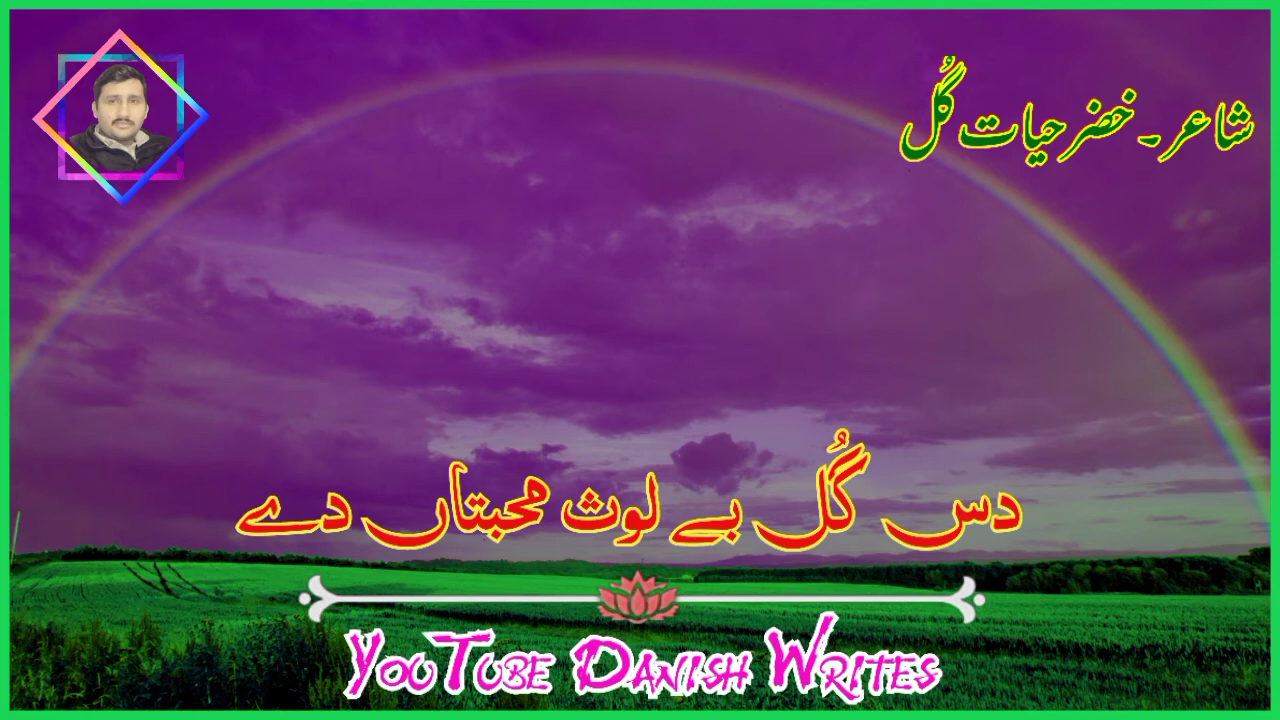 شاعر ۔ خضر حیات گُل
دس گُل بے لوث محبتاں دے
YouTube Danish Writes